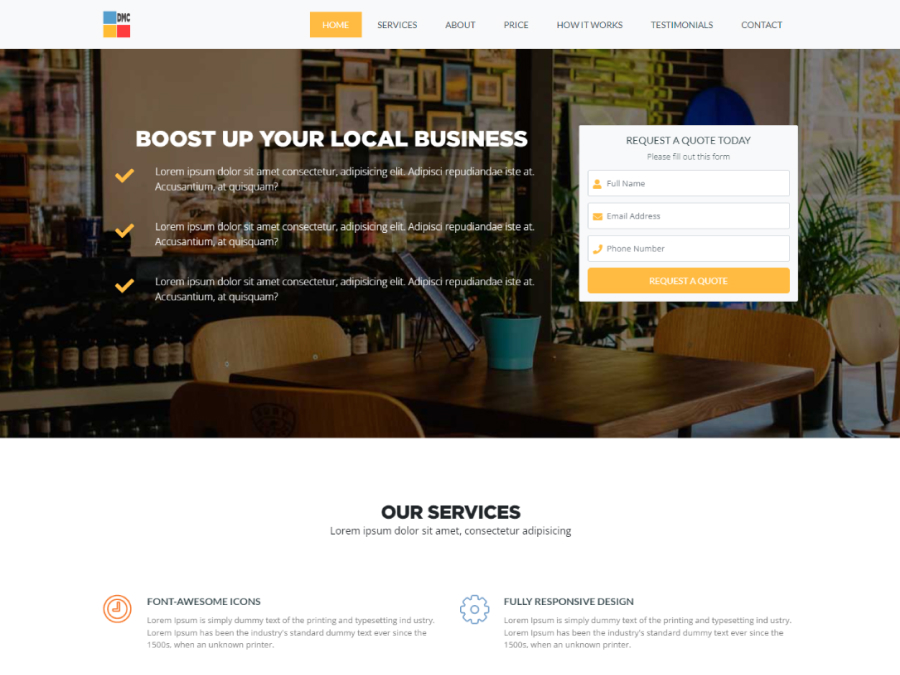 DMC
HOME SERVICES ABOUT PRICE HOW IT WORKS TESTIMONIALS CONTACT
BOOST UP YOUR LOCAL BUSINESS
Lorem ipsum dolor sit amet consectetur, adipisicing elit. Adipisci repudiandae iste at.
Accusantium, at quisquam?
Lorem ipsum dolor sit amet consectetur, adipisicing elit. Adipisci repudiandae iste at.
Accusantium, at quisquam?
Lorem ipsum dolor sit amet consectetur, adipisicing elit. Adipisci repudiandae iste at.
Accusantium, at quisquam?
REQUEST A QUOTE TODAY
Please fill out this form
Full Name
Email Address
Phone Number
REQUEST A QUOTE
OUR SERVICES
Lorem ipsum dolor sit amet, consectetur adipisicing
FONT-AWESOME ICONS
Lorem Ipsum is simply dummy text of the printing and typesetting ind ustry.
Lorem Ipsum has been the industry's standard dummy text ever since the
1500s, when an unknown printer.
FULLY RESPONSIVE DESIGN
Lorem Ipsum is simply dummy text of the printing and typesetting ind ustry.
Lorem Ipsum has been the industry's standard dummy text ever since the
1500s, when an unknown printer.